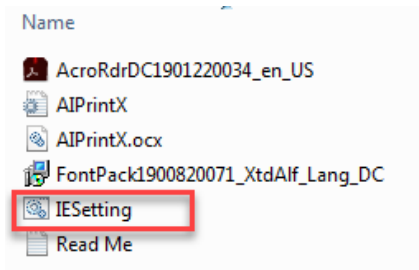 Name
AcroRdrDC1901220034_en_US
AIPrintX
AIPrintX.ocx
FontPack1900820071_XtdAlf_Lang_DC
IESetting
Read Me